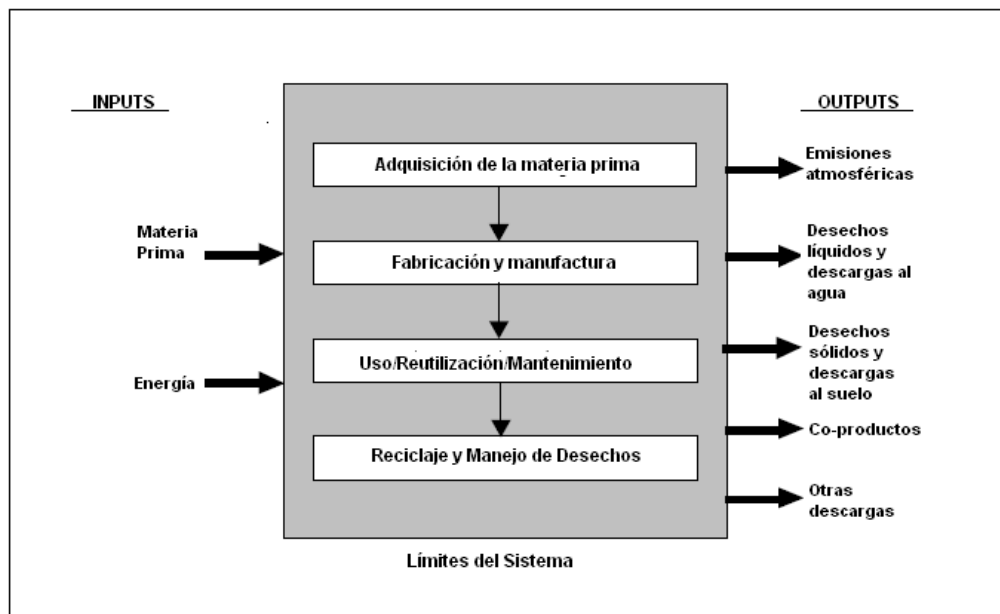 INPUTS
OUTPUTS
Adquisición de la materia prima
Emisiones
atmosféricas
Materia
Prima
Fabricación y manufactura
Desechos
líquidos y
descargas al
agua
Uso/Reutilización/Mantenimiento
Desechos
sólidos y
descargas
al suelo
Energía
Co-productos
Reciclaje y Manejo de Desechos
Otras
descargas
Límites del Sistema